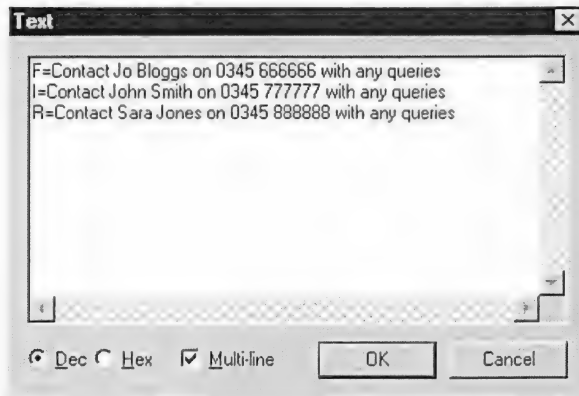 Text
F=Contact Jo Bloggs on 0345 666666 with any queries
I=Contact John Smith on 0345 777777 with any queries
R=Contact Sara Jones on 0345 888888 with any queries
Dec Hex Multi-line OK Cancel